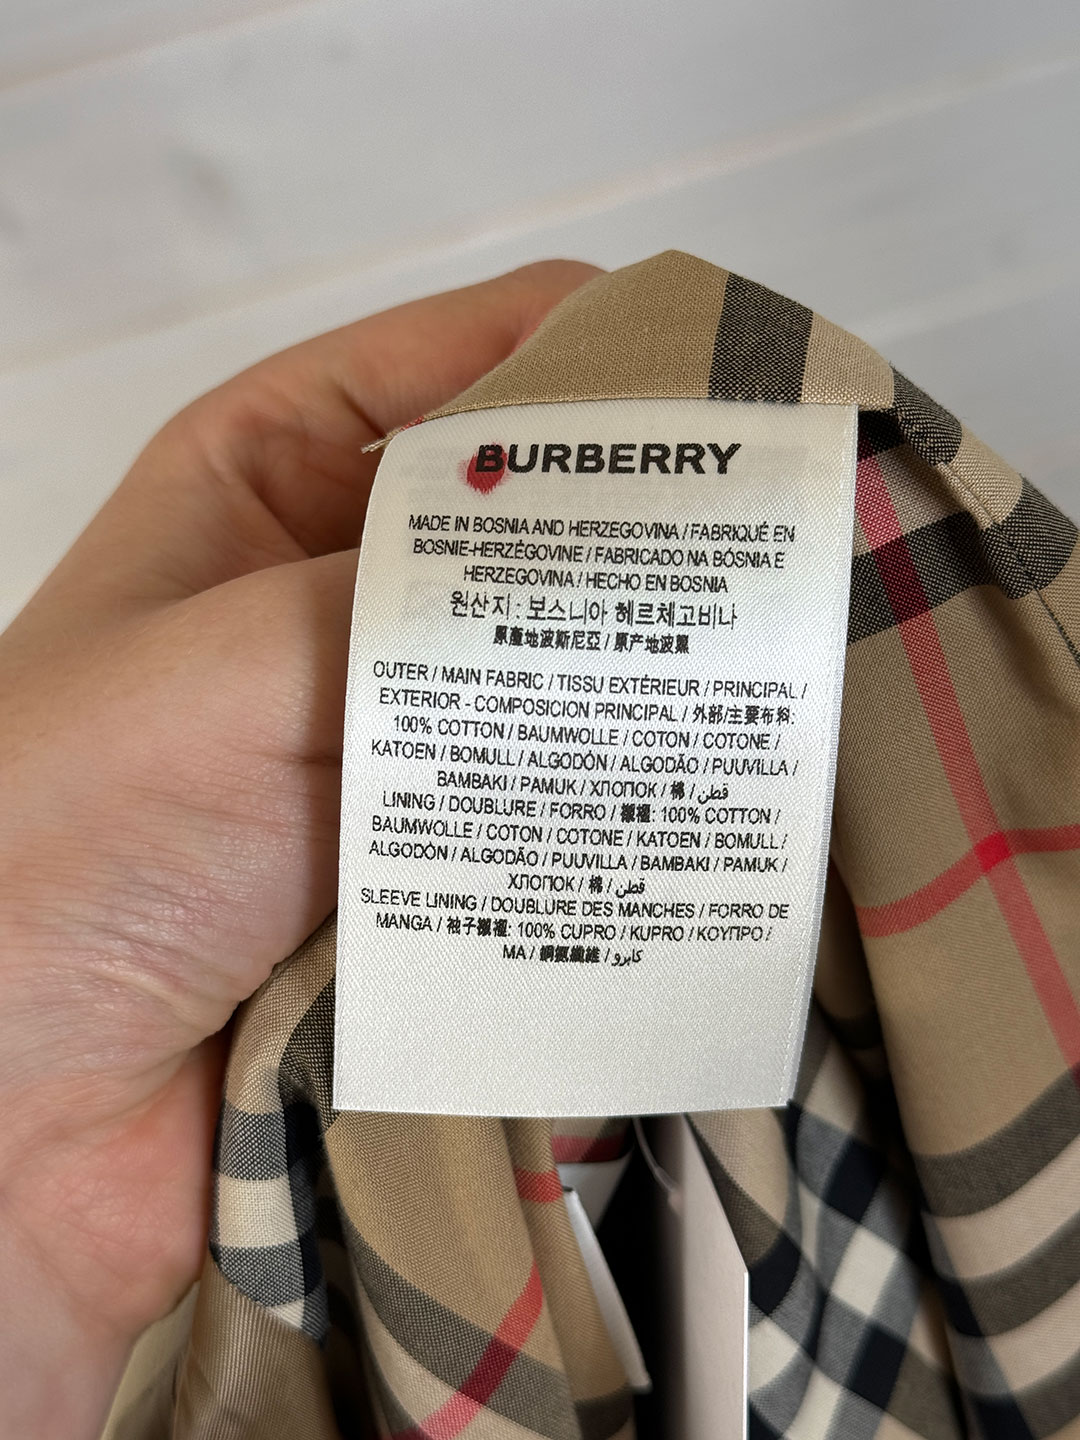 BURBERRY
MADE IN BOSNIA AND HERZEGOVINA / FABRIQUÉ EN
BOSNIE-HERZÉGOVINE / FABRICADO NA BÓSNIA E
HERZEGOVINA / HECHO EN BOSNIA
원산지 : 보스니아 헤르체고비나
原產地波斯尼亞 / 原产地波黑
OUTER / MAIN FABRIC / TISSU EXTÉRIEUR / PRINCIPAL /
EXTERIOR - COMPOSICION PRINCIPAL / 外部/主要布料:
100% COTTON / BAUMWOLLE / COTON / COTONE /
KATOEN / BOMULL / ALGODÓN / ALGODÃO / PUUVILLA /
BAMBAKI / PAMUK / ХЛОПОК / 棉 / قطن
LINING / DOUBLURE / FORRO / 襯裡: 100% COTTON /
BAUMWOLLE / COTON / COTONE / KATOEN / BOMULL /
ALGODÓN / ALGODÃO / PUUVILLA / BAMBAKI / PAMUK /
ХЛОПОК / 棉 / قطن
SLEEVE LINING / DOUBLURE DES MANCHES / FORRO DE
MANGA / 袖子襯裡: 100% CUPRO / KUPRO / ΚΟΥΠΡΟ /
MA / 銅氨纖維 / كابرو